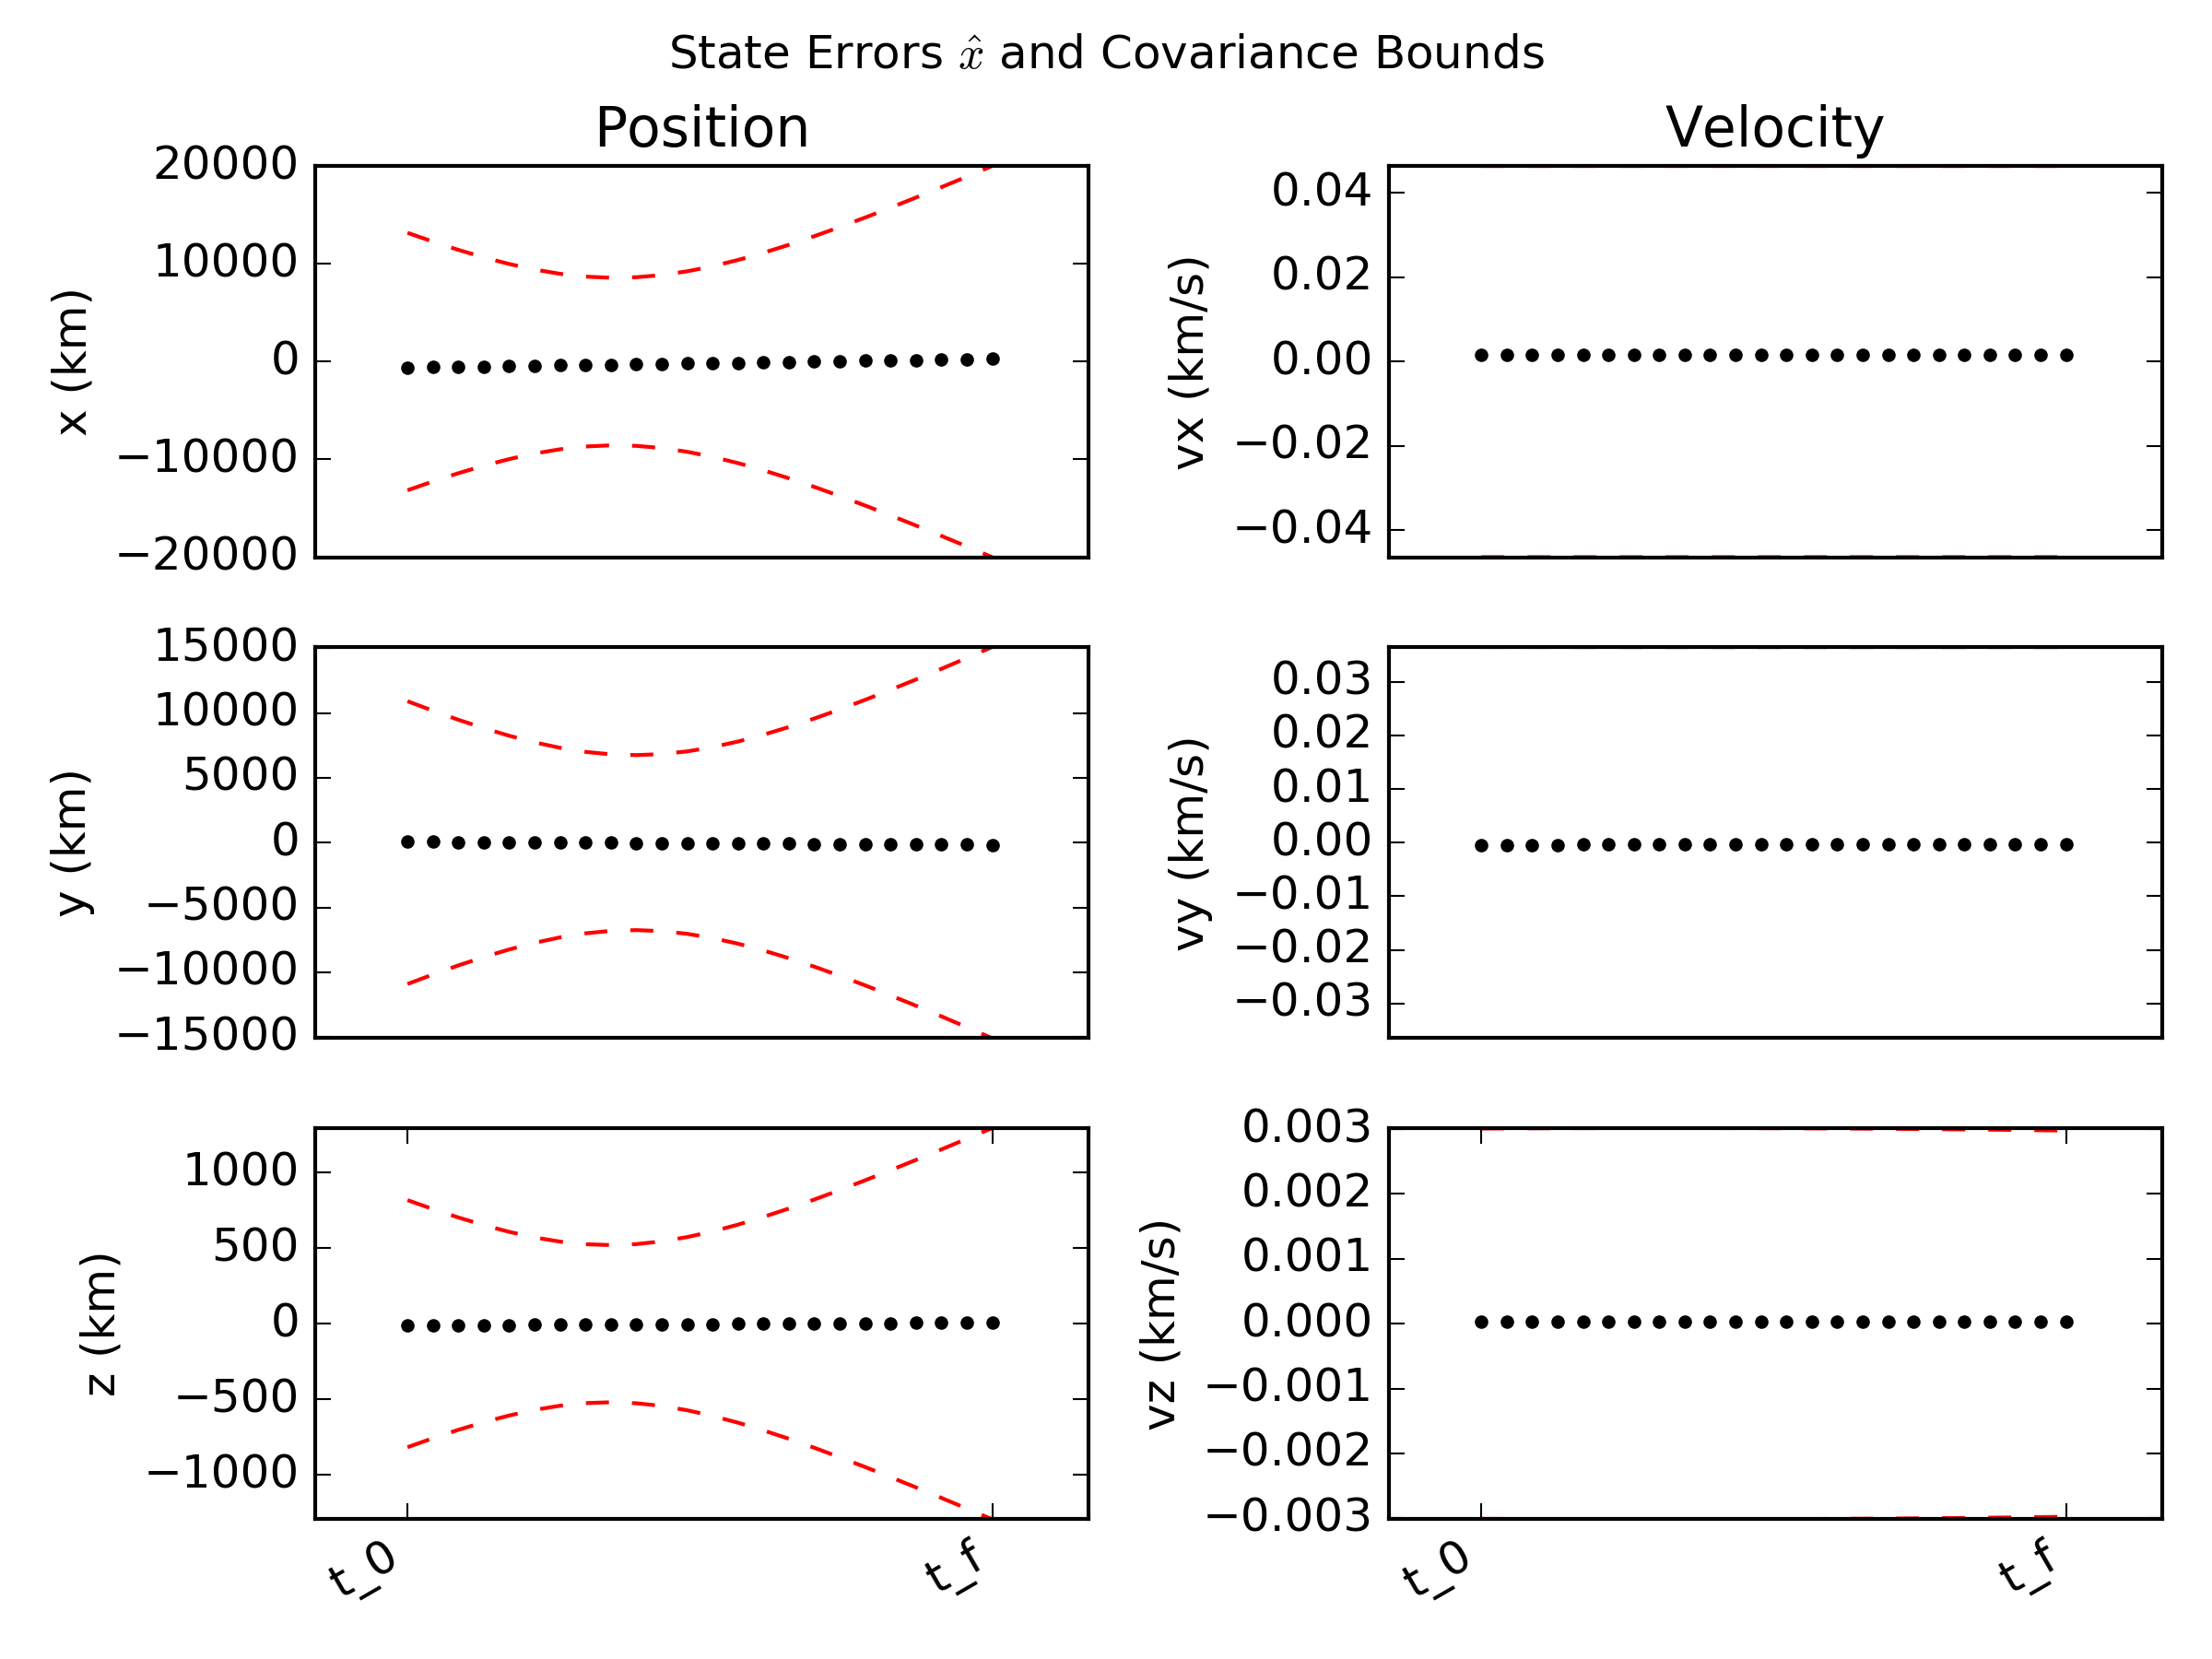 State Errors x̂ and Covariance Bounds
Position
20000
10000
0
−10000
−20000
x (km)
Velocity
0.04
0.02
0.00
−0.02
−0.04
vx (km/s)
15000
10000
5000
0
−5000
−10000
−15000
y (km)
0.03
0.02
0.01
0.00
−0.01
−0.02
−0.03
vy (km/s)
1000
500
0
−500
−1000
z (km)
t_0
t_f
0.003
0.002
0.001
0.000
−0.001
−0.002
−0.003
vz (km/s)
t_0
t_f